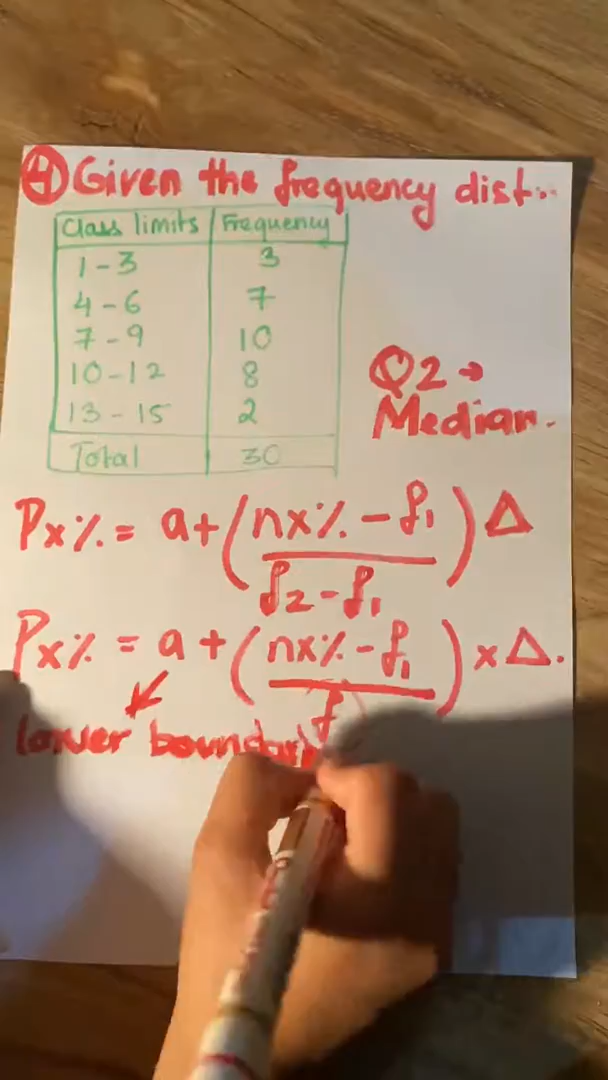 ④ Given the frequency dist...
Class limits Frequency
1-3 3
4-6 7
7-9 10
10-12 8
13-15 2
Total 30
Q2 →
Median.
Px% = a + (nx% - f₁ / f₂ - f₁) Δ
Px% = a + (nx% - f₁ / f) × Δ.
lower boundary